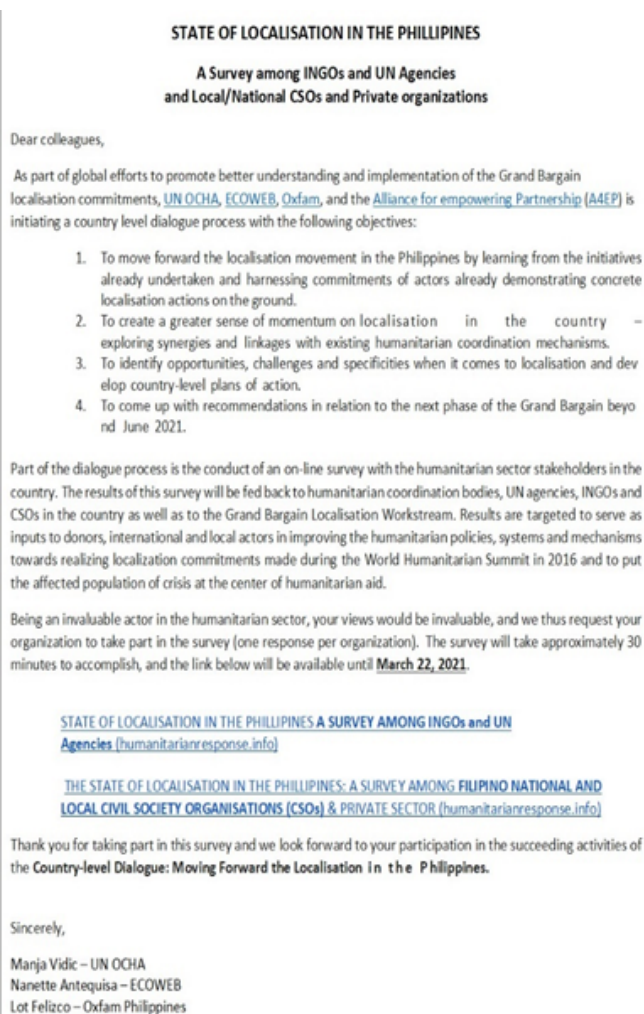 STATE OF LOCALISATION IN THE PHILLIPINES
A Survey among INGOs and UN Agencies
and Local/National CSOs and Private organizations
Dear colleagues,
As part of global efforts to promote better understanding and implementation of the Grand Bargain
localisation commitments, UN OCHA, ECOWEB, Oxfam, and the Alliance for empowering Partnership (A4EP) is
initiating a country level dialogue process with the following objectives:
1. To move forward the localisation movement in the Philippines by learning from the initiatives
already undertaken and harnessing commitments of actors already demonstrating concrete
localisation actions on the ground.
2. To create a greater sense of momentum on localisation in the country –
exploring synergies and linkages with existing humanitarian coordination mechanisms.
3. To identify opportunities, challenges and specificities when it comes to localisation and dev
elop country-level plans of action.
4. To come up with recommendations in relation to the next phase of the Grand Bargain beyo
nd June 2021.
Part of the dialogue process is the conduct of an on-line survey with the humanitarian sector stakeholders in the
country. The results of this survey will be fed back to humanitarian coordination bodies, UN agencies, INGOs and
CSOs in the country as well as to the Grand Bargain Localisation Workstream. Results are targeted to serve as
inputs to donors, international and local actors in improving the humanitarian policies, systems and mechanisms
towards realizing localization commitments made during the World Humanitarian Summit in 2016 and to put
the affected population of crisis at the center of humanitarian aid.
Being an invaluable actor in the humanitarian sector, your views would be invaluable, and we thus request your
organization to take part in the survey (one response per organization). The survey will take approximately 30
minutes to accomplish, and the link below will be available until March 22, 2021.
STATE OF LOCALISATION IN THE PHILLIPINES A SURVEY AMONG INGOs and UN
Agencies (humanitarianresponse.info)
THE STATE OF LOCALISATION IN THE PHILLIPINES: A SURVEY AMONG FILIPINO NATIONAL AND
LOCAL CIVIL SOCIETY ORGANISATIONS (CSOs) & PRIVATE SECTOR (humanitarianresponse.info)
Thank you for taking part in this survey and we look forward to your participation in the succeeding activities of
the Country-level Dialogue: Moving Forward the Localisation in the Philippines.
Sincerely,
Manja Vidic – UN OCHA
Nanette Antequisa – ECOWEB
Lot Felizco – Oxfam Philippines